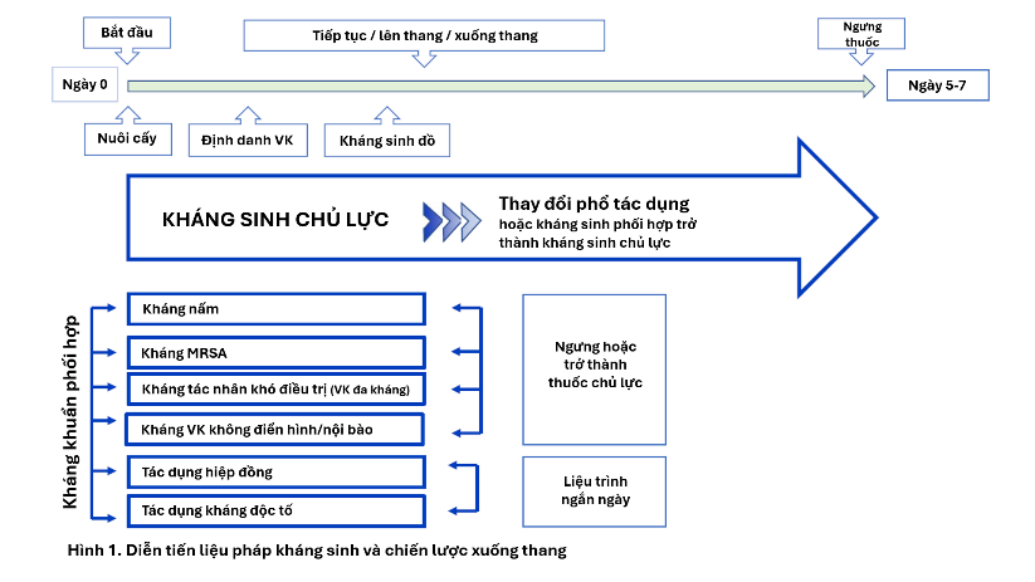 Bắt đầu
Tiếp tục / lên thang / xuống thang
Ngưng
thuốc
Ngày 0
Ngày 5-7
Nuôi cấy
Định danh VK
Kháng sinh đồ
KHÁNG SINH CHỦ LỰC
Thay đổi phổ tác dụng
hoặc kháng sinh phối hợp trở
thành kháng sinh chủ lực
Kháng khuẩn phối hợp
Kháng nấm
Kháng MRSA
Kháng tác nhân khó điều trị (VK đa kháng)
Kháng VK không điển hình/nội bào
Tác dụng hiệp đồng
Tác dụng kháng độc tố
Ngưng hoặc
trở thành
thuốc chủ lực
Liệu trình
ngắn ngày
Hình 1. Diễn tiến liệu pháp kháng sinh và chiến lược xuống thang